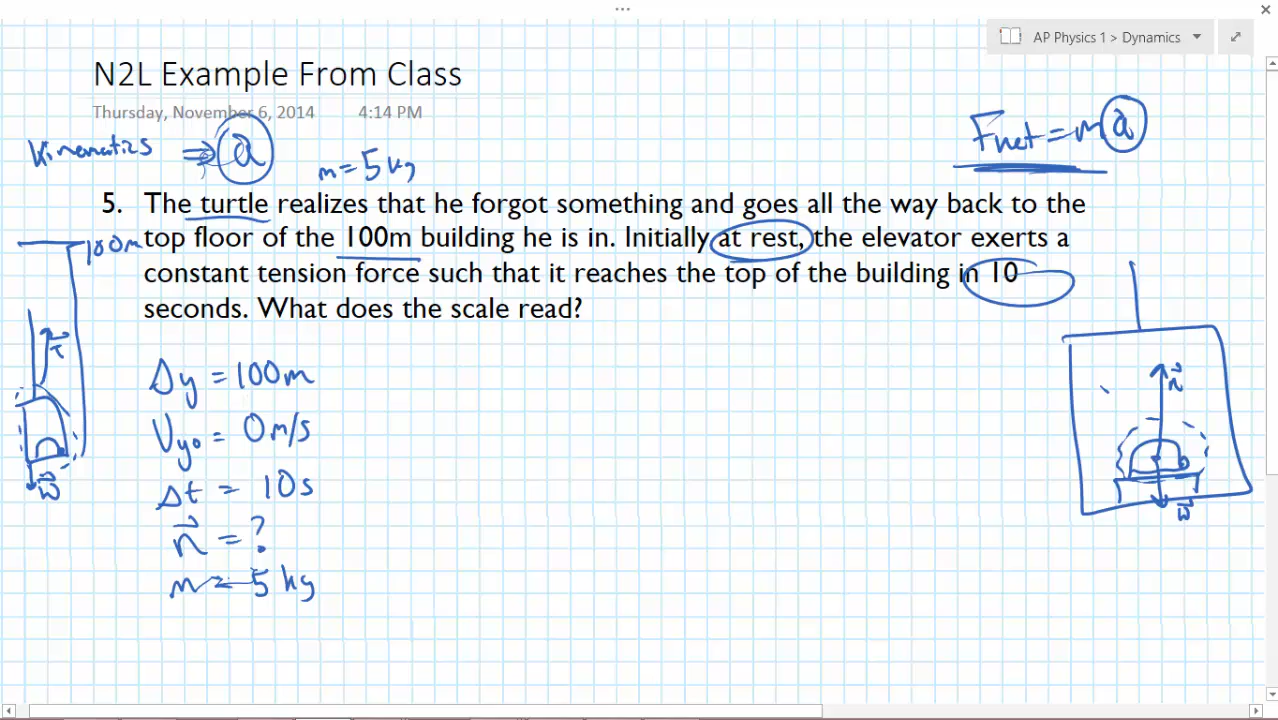 AP Physics 1 > Dynamics
N2L Example From Class
Thursday, November 6, 2014 4:14 PM
Kinematics ⇒ a
m = 5 kg
Fnet = ma
5. The turtle realizes that he forgot something and goes all the way back to the
top floor of the 100m building he is in. Initially at rest, the elevator exerts a
constant tension force such that it reaches the top of the building in 10
seconds. What does the scale read?
100m
T
w
Δy = 100m
Vyo = 0 m/s
Δt = 10s
n = ?
m = 5 kg
n
w